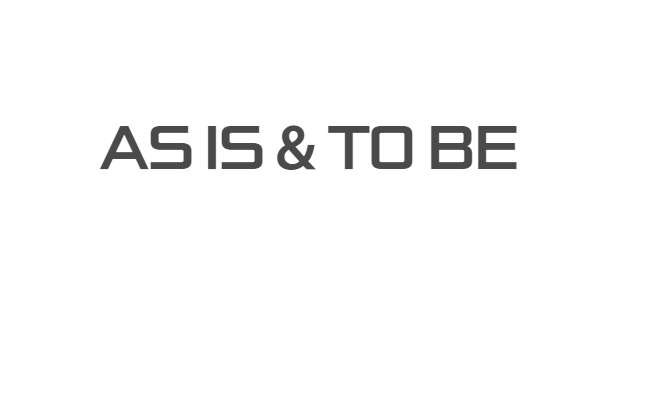 AS IS & TO BE